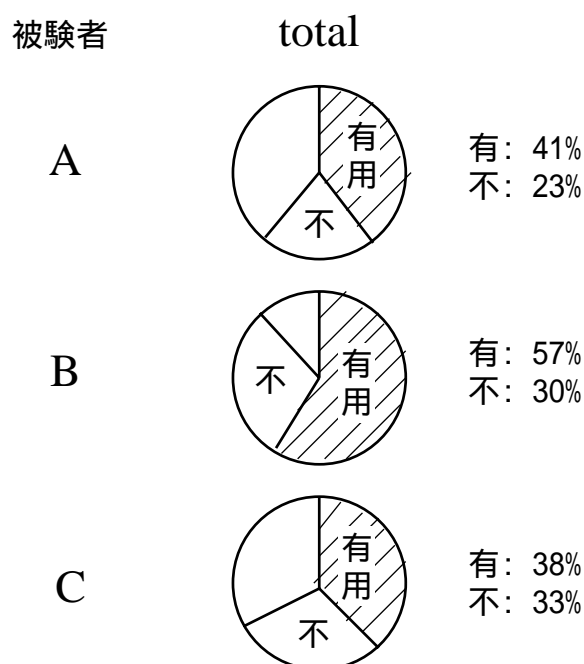 被験者 total
A
有用
不
有: 41%
不: 23%
B
有用
不
有: 57%
不: 30%
C
有用
不
有: 38%
不: 33%